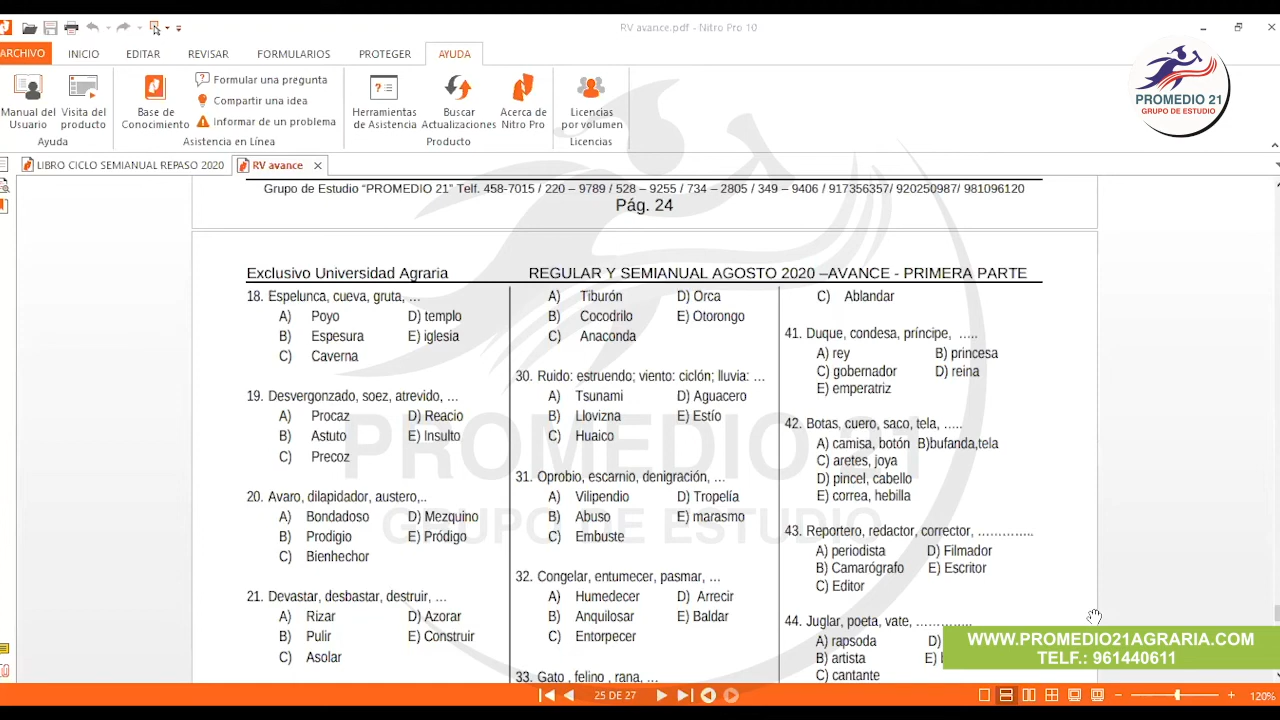 RV avance.pdf - Nitro Pro 10
ARCHIVO INICIO EDITAR REVISAR FORMULARIOS PROTEGER AYUDA
Manual del Usuario
Visita del producto
Ayuda
Base de Conocimiento
Formular una pregunta
Compartir una idea
Informar de un problema
Asistencia en Línea
Herramientas de Asistencia
Buscar Actualizaciones
Acerca de Nitro Pro
Producto
Licencias por volumen
Licencias
PROMEDIO 21
GRUPO DE ESTUDIO
LIBRO CICLO SEMIANUAL REPASO 2020
RV avance
Grupo de Estudio “PROMEDIO 21” Telf. 458-7015 / 220 – 9789 / 528 – 9255 / 734 – 2805 / 349 – 9406 / 917356357/ 920250987/ 981096120
Pág. 24
Exclusivo Universidad Agraria REGULAR Y SEMIANUAL AGOSTO 2020 –AVANCE - PRIMERA PARTE
18. Espelunca, cueva, gruta, …
A) Poyo D) templo
B) Espesura E) iglesia
C) Caverna
19. Desvergonzado, soez, atrevido, …
A) Procaz D) Reacio
B) Astuto E) Insulto
C) Precoz
20. Avaro, dilapidador, austero,..
A) Bondadoso D) Mezquino
B) Prodigio E) Pródigo
C) Bienhechor
21. Devastar, desbastar, destruir, …
A) Rizar D) Azorar
B) Pulir E) Construir
C) Asolar
A) Tiburón D) Orca
B) Cocodrilo E) Otorongo
C) Anaconda
30. Ruido: estruendo; viento: ciclón; lluvia: …
A) Tsunami D) Aguacero
B) Llovizna E) Estío
C) Huaico
31. Oprobio, escarnio, denigración, …
A) Vilipendio D) Tropelía
B) Abuso E) marasmo
C) Embuste
32. Congelar, entumecer, pasmar, …
A) Humedecer D) Arrecir
B) Anquilosar E) Baldar
C) Entorpecer
33. Gato , felino , rana, …
C) Ablandar
41. Duque, condesa, príncipe, …..
A) rey B) princesa
C) gobernador D) reina
E) emperatriz
42. Botas, cuero, saco, tela, …..
A) camisa, botón B)bufanda,tela
C) aretes, joya
D) pincel, cabello
E) correa, hebilla
43. Reportero, redactor, corrector, …………..
A) periodista D) Filmador
B) Camarógrafo E) Escritor
C) Editor
44. Juglar, poeta, vate, …………..
A) rapsoda D)
B) artista E)
C) cantante
PROMEDIO 21
GRUPO DE ESTUDIO
WWW.PROMEDIO21AGRARIA.COM
TELF.: 961440611
25 DE 27
120%